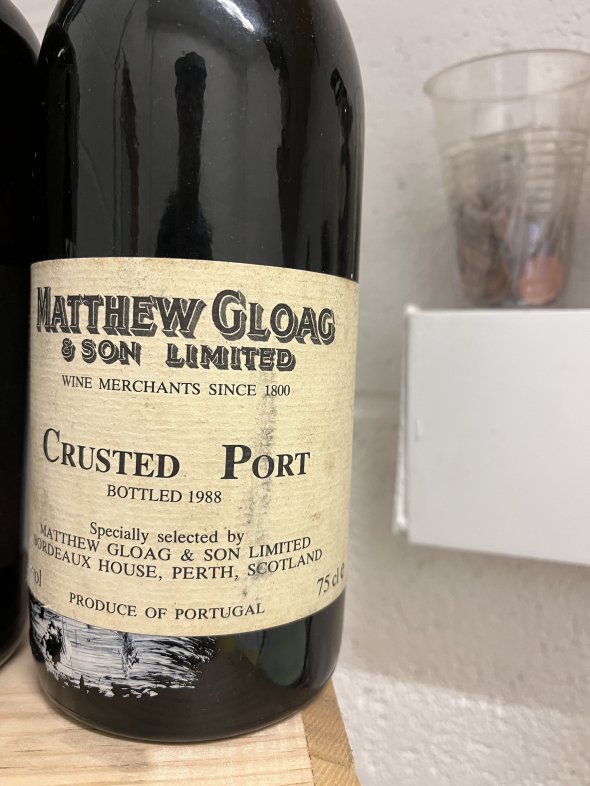 MATTHEW GLOAG
& SON LIMITED
WINE MERCHANTS SINCE 1800
CRUSTED PORT
BOTTLED 1988
Specially selected by
MATTHEW GLOAG & SON LIMITED
BORDEAUX HOUSE, PERTH, SCOTLAND
75 cl e
PRODUCE OF PORTUGAL